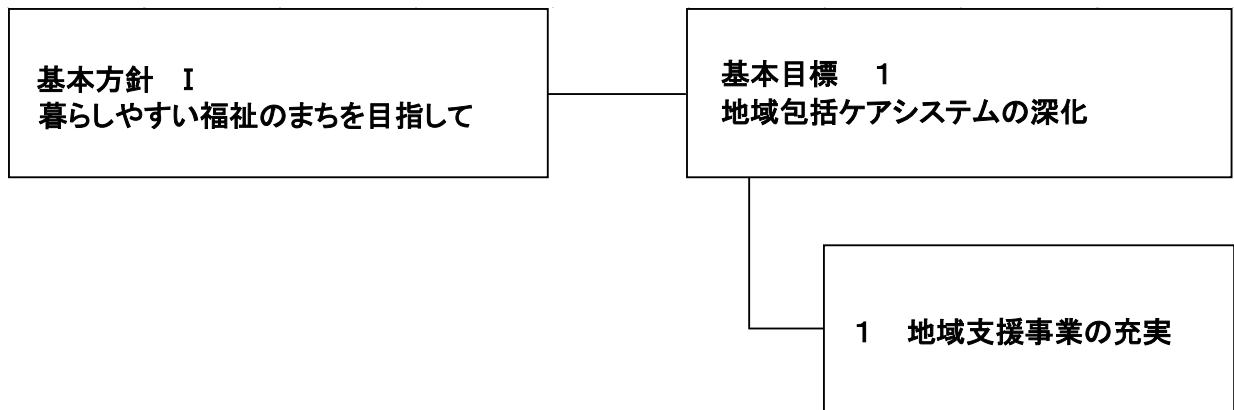 基本方針　Ⅰ
暮らしやすい福祉のまちを目指して
基本目標　１
地域包括ケアシステムの深化
１　地域支援事業の充実